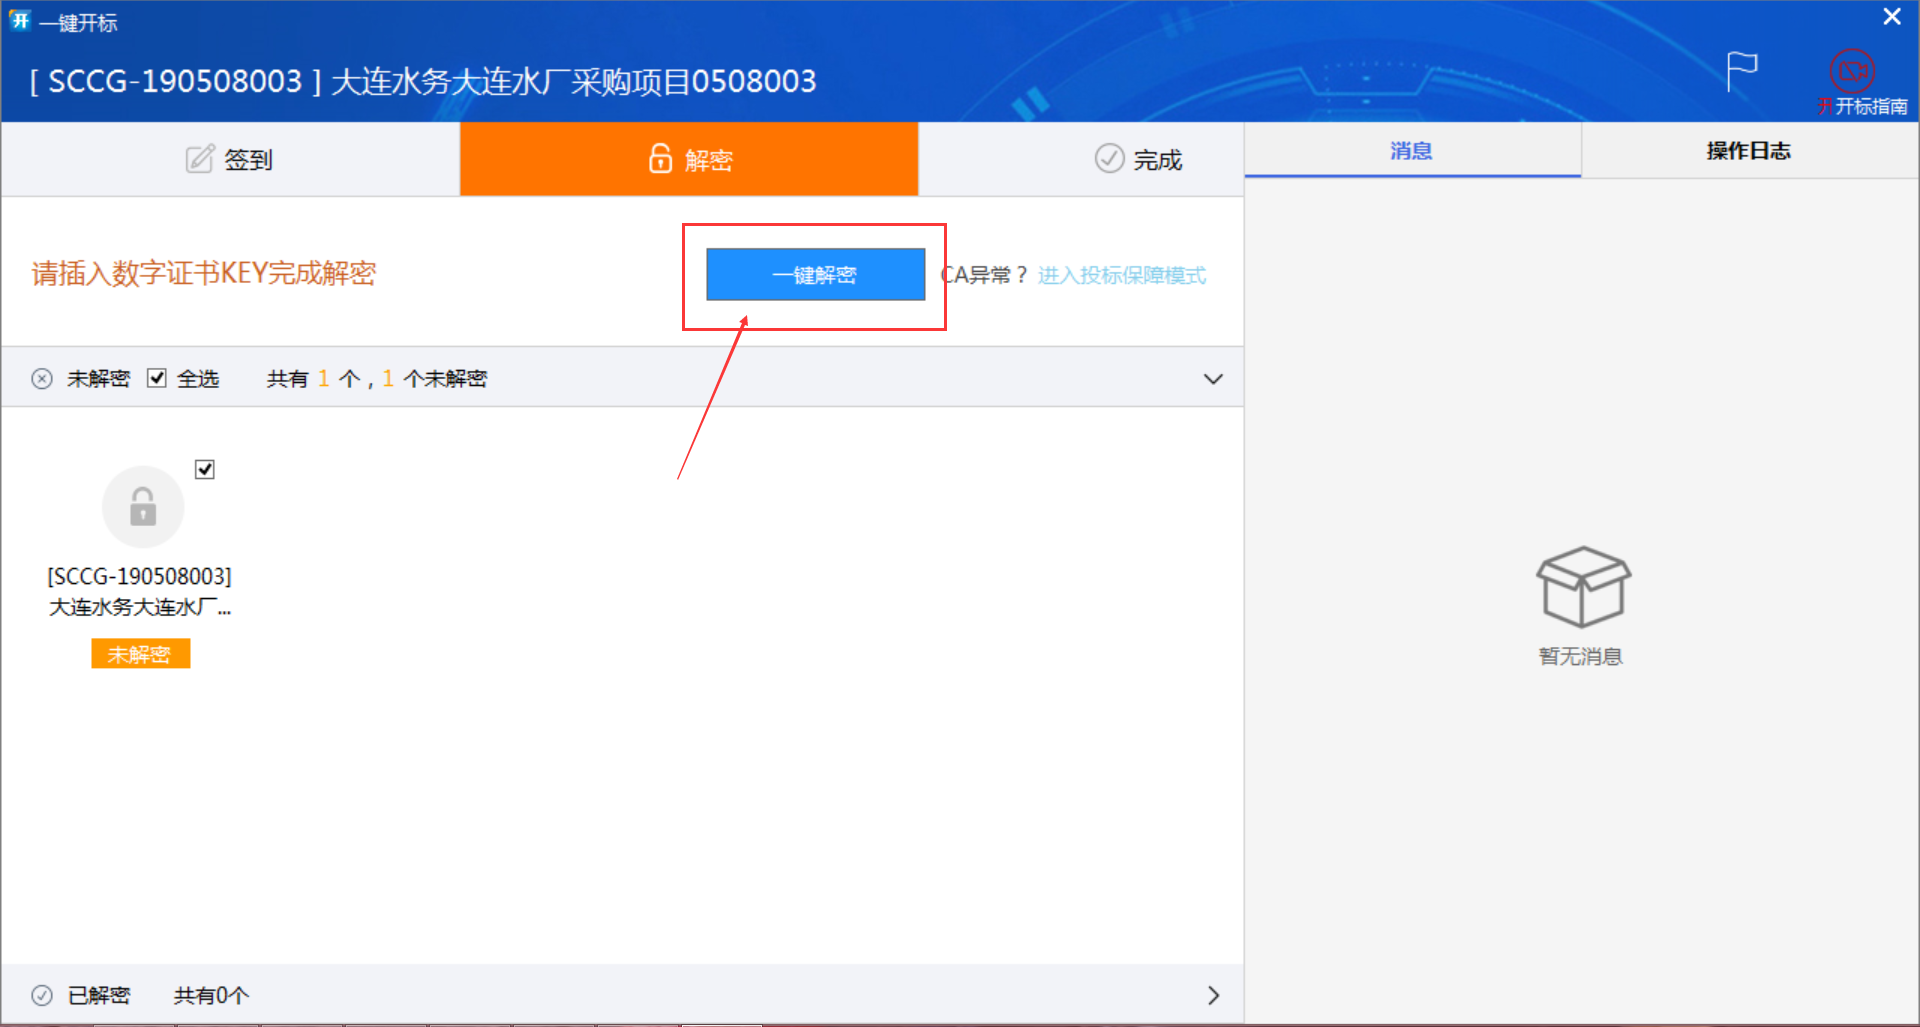 一键开标
[ SCCG-190508003 ] 大连水务大连水厂采购项目0508003
开 开标指南
签到
解密
完成
消息
操作日志
请插入数字证书KEY完成解密
一键解密
CA异常？ 进入投标保障模式
未解密 全选 共有 1 个，1 个未解密
[SCCG-190508003]
大连水务大连水厂...
未解密
暂无消息
已解密 共有0个